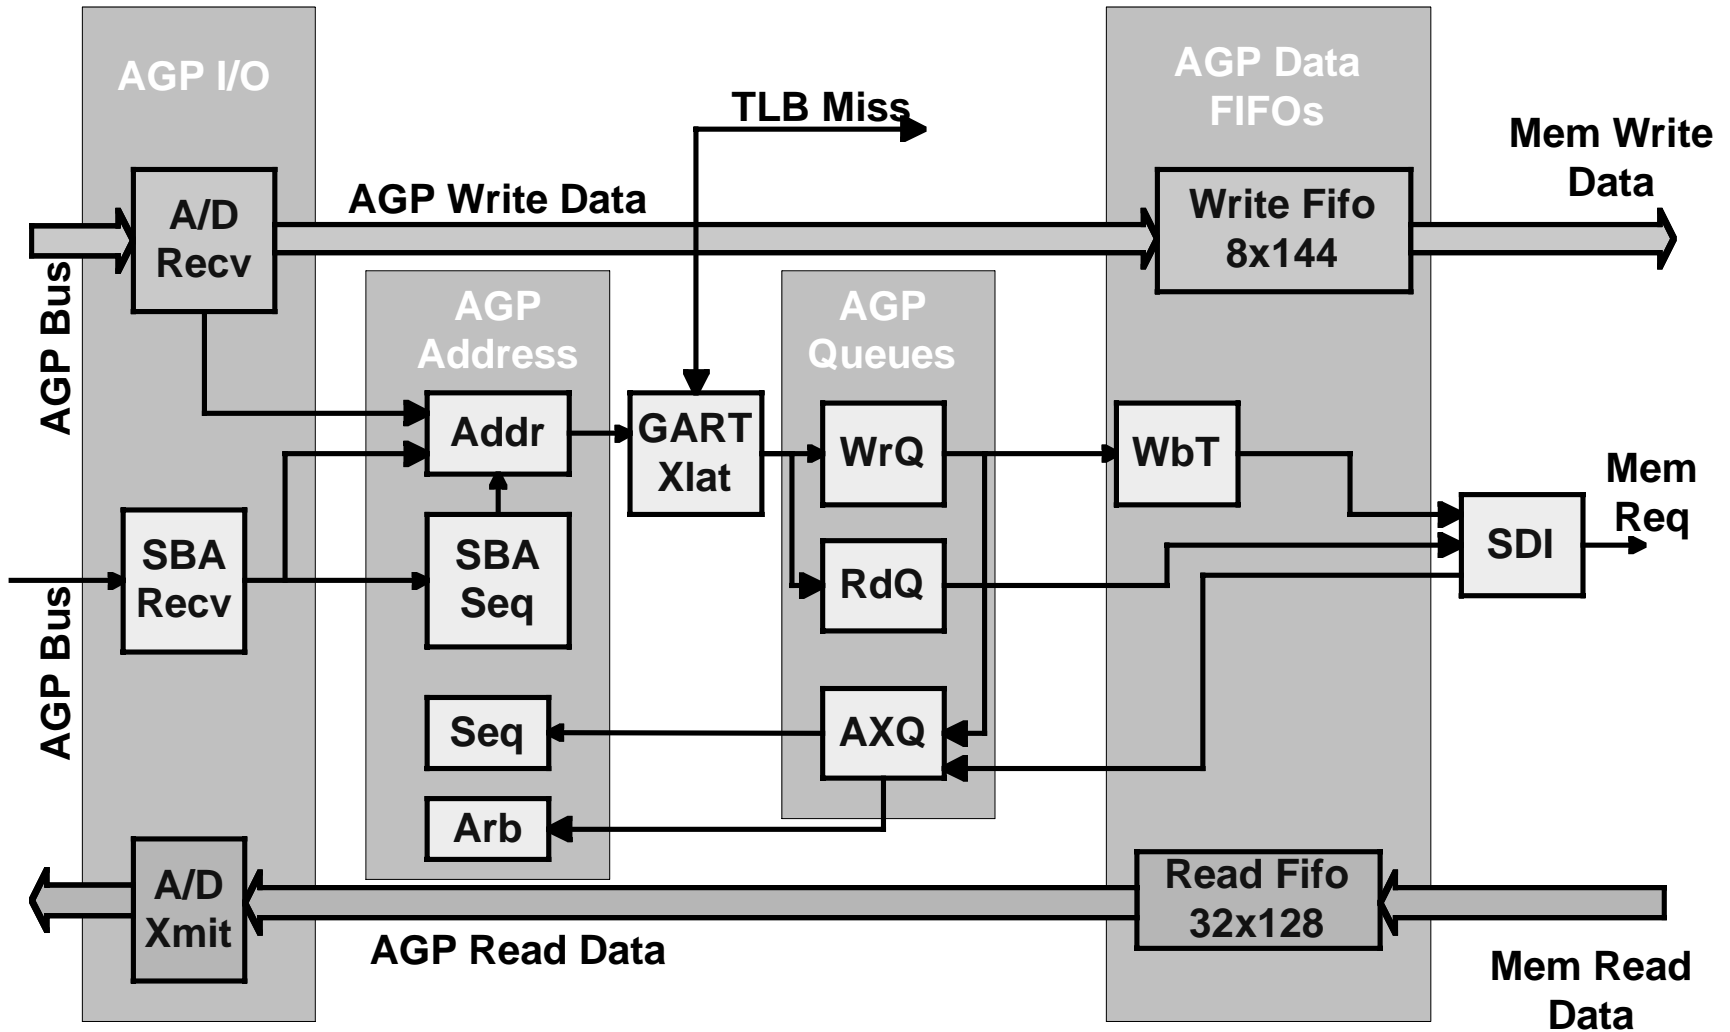 AGP I/O
AGP Data
FIFOs
TLB Miss
Mem Write
Data
A/D
Recv
AGP Write Data
Write Fifo
8x144
AGP Bus
AGP
Address
AGP
Queues
Addr
GART
Xlat
WrQ
WbT
Mem
Req
SBA
Recv
SBA
Seq
RdQ
SDI
AGP Bus
Seq
AXQ
Arb
A/D
Xmit
Read Fifo
32x128
AGP Read Data
Mem Read
Data